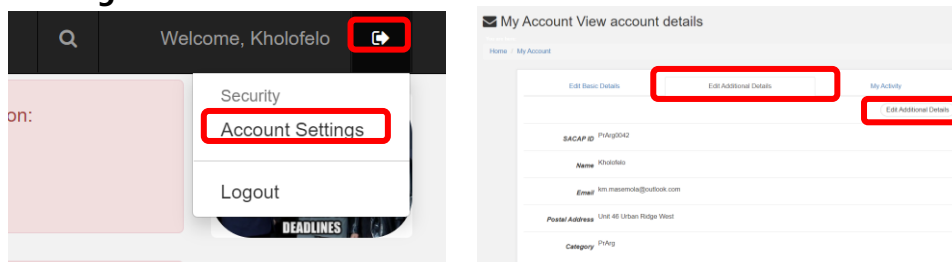 Welcome, Kholofelo
on:
Security
Account Settings
Logout
DEADLINES
My Account View account details
Home / My Account
Edit Basic Details
Edit Additional Details
My Activity
Edit Additional Details
SACAP ID PrArg0042
Name Kholofelo
Email km.masemola@outlook.com
Postal Address Unit 46 Urban Ridge West
Category PrArg